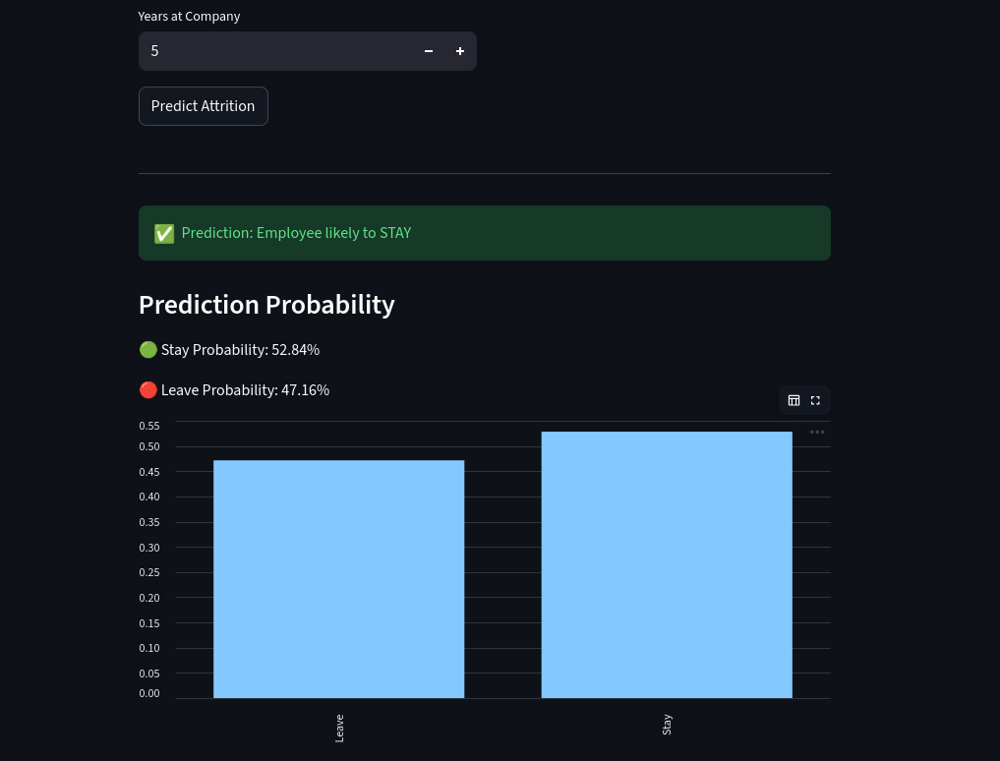 Years at Company
5
Predict Attrition
✅ Prediction: Employee likely to STAY
Prediction Probability
🟢 Stay Probability: 52.84%
🔴 Leave Probability: 47.16%
0.55
0.50
0.45
0.40
0.35
0.30
0.25
0.20
0.15
0.10
0.05
0.00
Leave
Stay